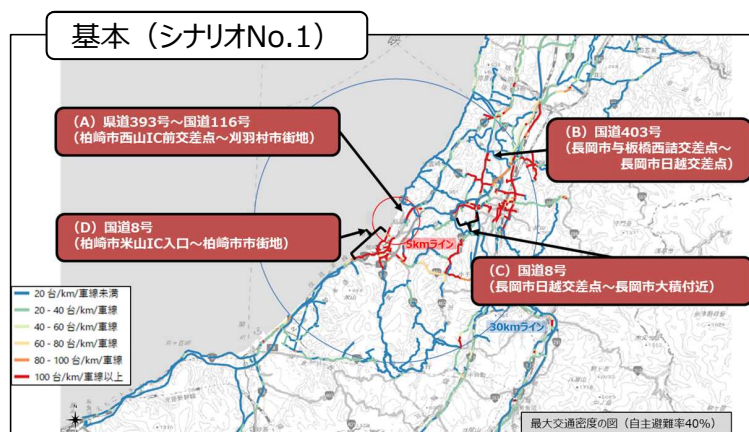 基本（シナリオNo.1）
（A）県道393号～国道116号
（柏崎市西山IC前交差点～刈羽村市街地）
（B）国道403号
（長岡市与板橋西詰交差点～
長岡市日越交差点）
（D）国道8号
（柏崎市米山IC入口～柏崎市市街地）
5kmライン
（C）国道8号
（長岡市日越交差点～長岡市大積付近）
30kmライン
20 台/km/車線未満
20 - 40 台/km/車線
40 - 60 台/km/車線
60 - 80 台/km/車線
80 - 100 台/km/車線
100 台/km/車線以上
最大交通密度の図（自主避難率40%）